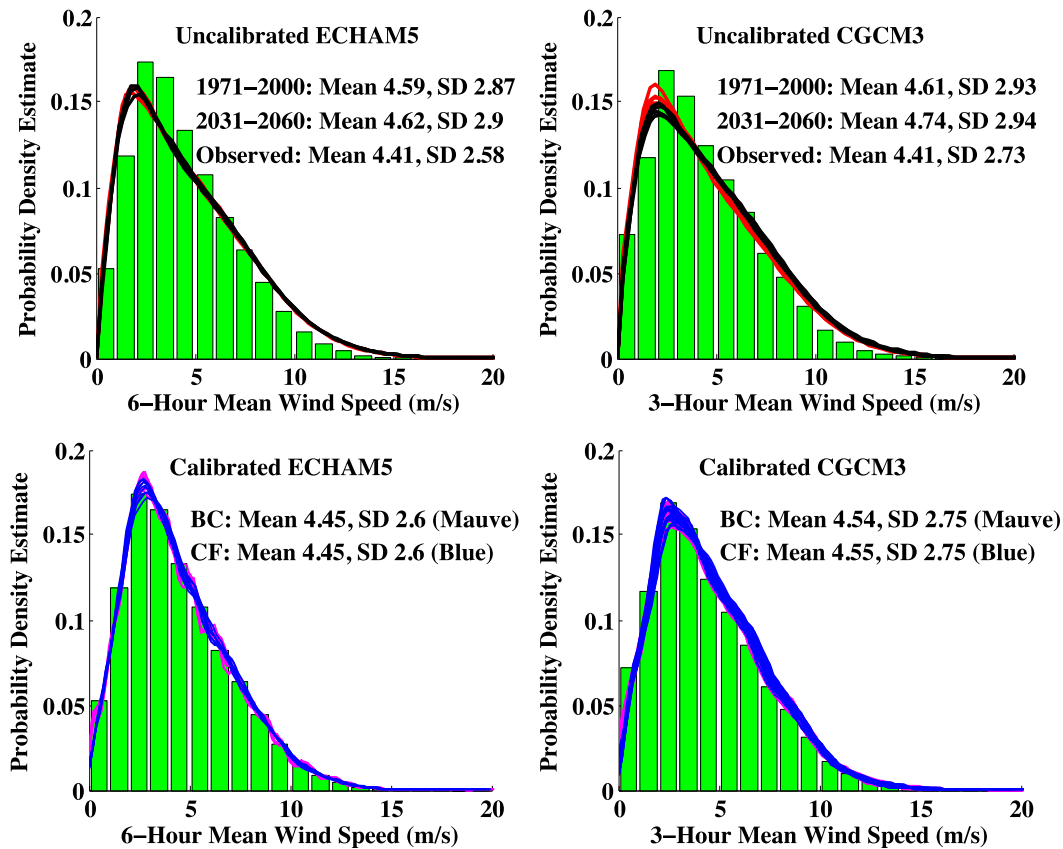 Uncalibrated ECHAM5
1971−2000: Mean 4.59, SD 2.87
2031−2060: Mean 4.62, SD 2.9
Observed: Mean 4.41, SD 2.58
Probability Density Estimate
0.2
0.15
0.1
0.05
0
0 5 10 15 20
6−Hour Mean Wind Speed (m/s)
Uncalibrated CGCM3
1971−2000: Mean 4.61, SD 2.93
2031−2060: Mean 4.74, SD 2.94
Observed: Mean 4.41, SD 2.73
Probability Density Estimate
0.2
0.15
0.1
0.05
0
0 5 10 15 20
3−Hour Mean Wind Speed (m/s)
Calibrated ECHAM5
BC: Mean 4.45, SD 2.6 (Mauve)
CF: Mean 4.45, SD 2.6 (Blue)
Probability Density Estimate
0.2
0.15
0.1
0.05
0
0 5 10 15 20
6−Hour Mean Wind Speed (m/s)
Calibrated CGCM3
BC: Mean 4.54, SD 2.75 (Mauve)
CF: Mean 4.55, SD 2.75 (Blue)
Probability Density Estimate
0.2
0.15
0.1
0.05
0
0 5 10 15 20
3−Hour Mean Wind Speed (m/s)